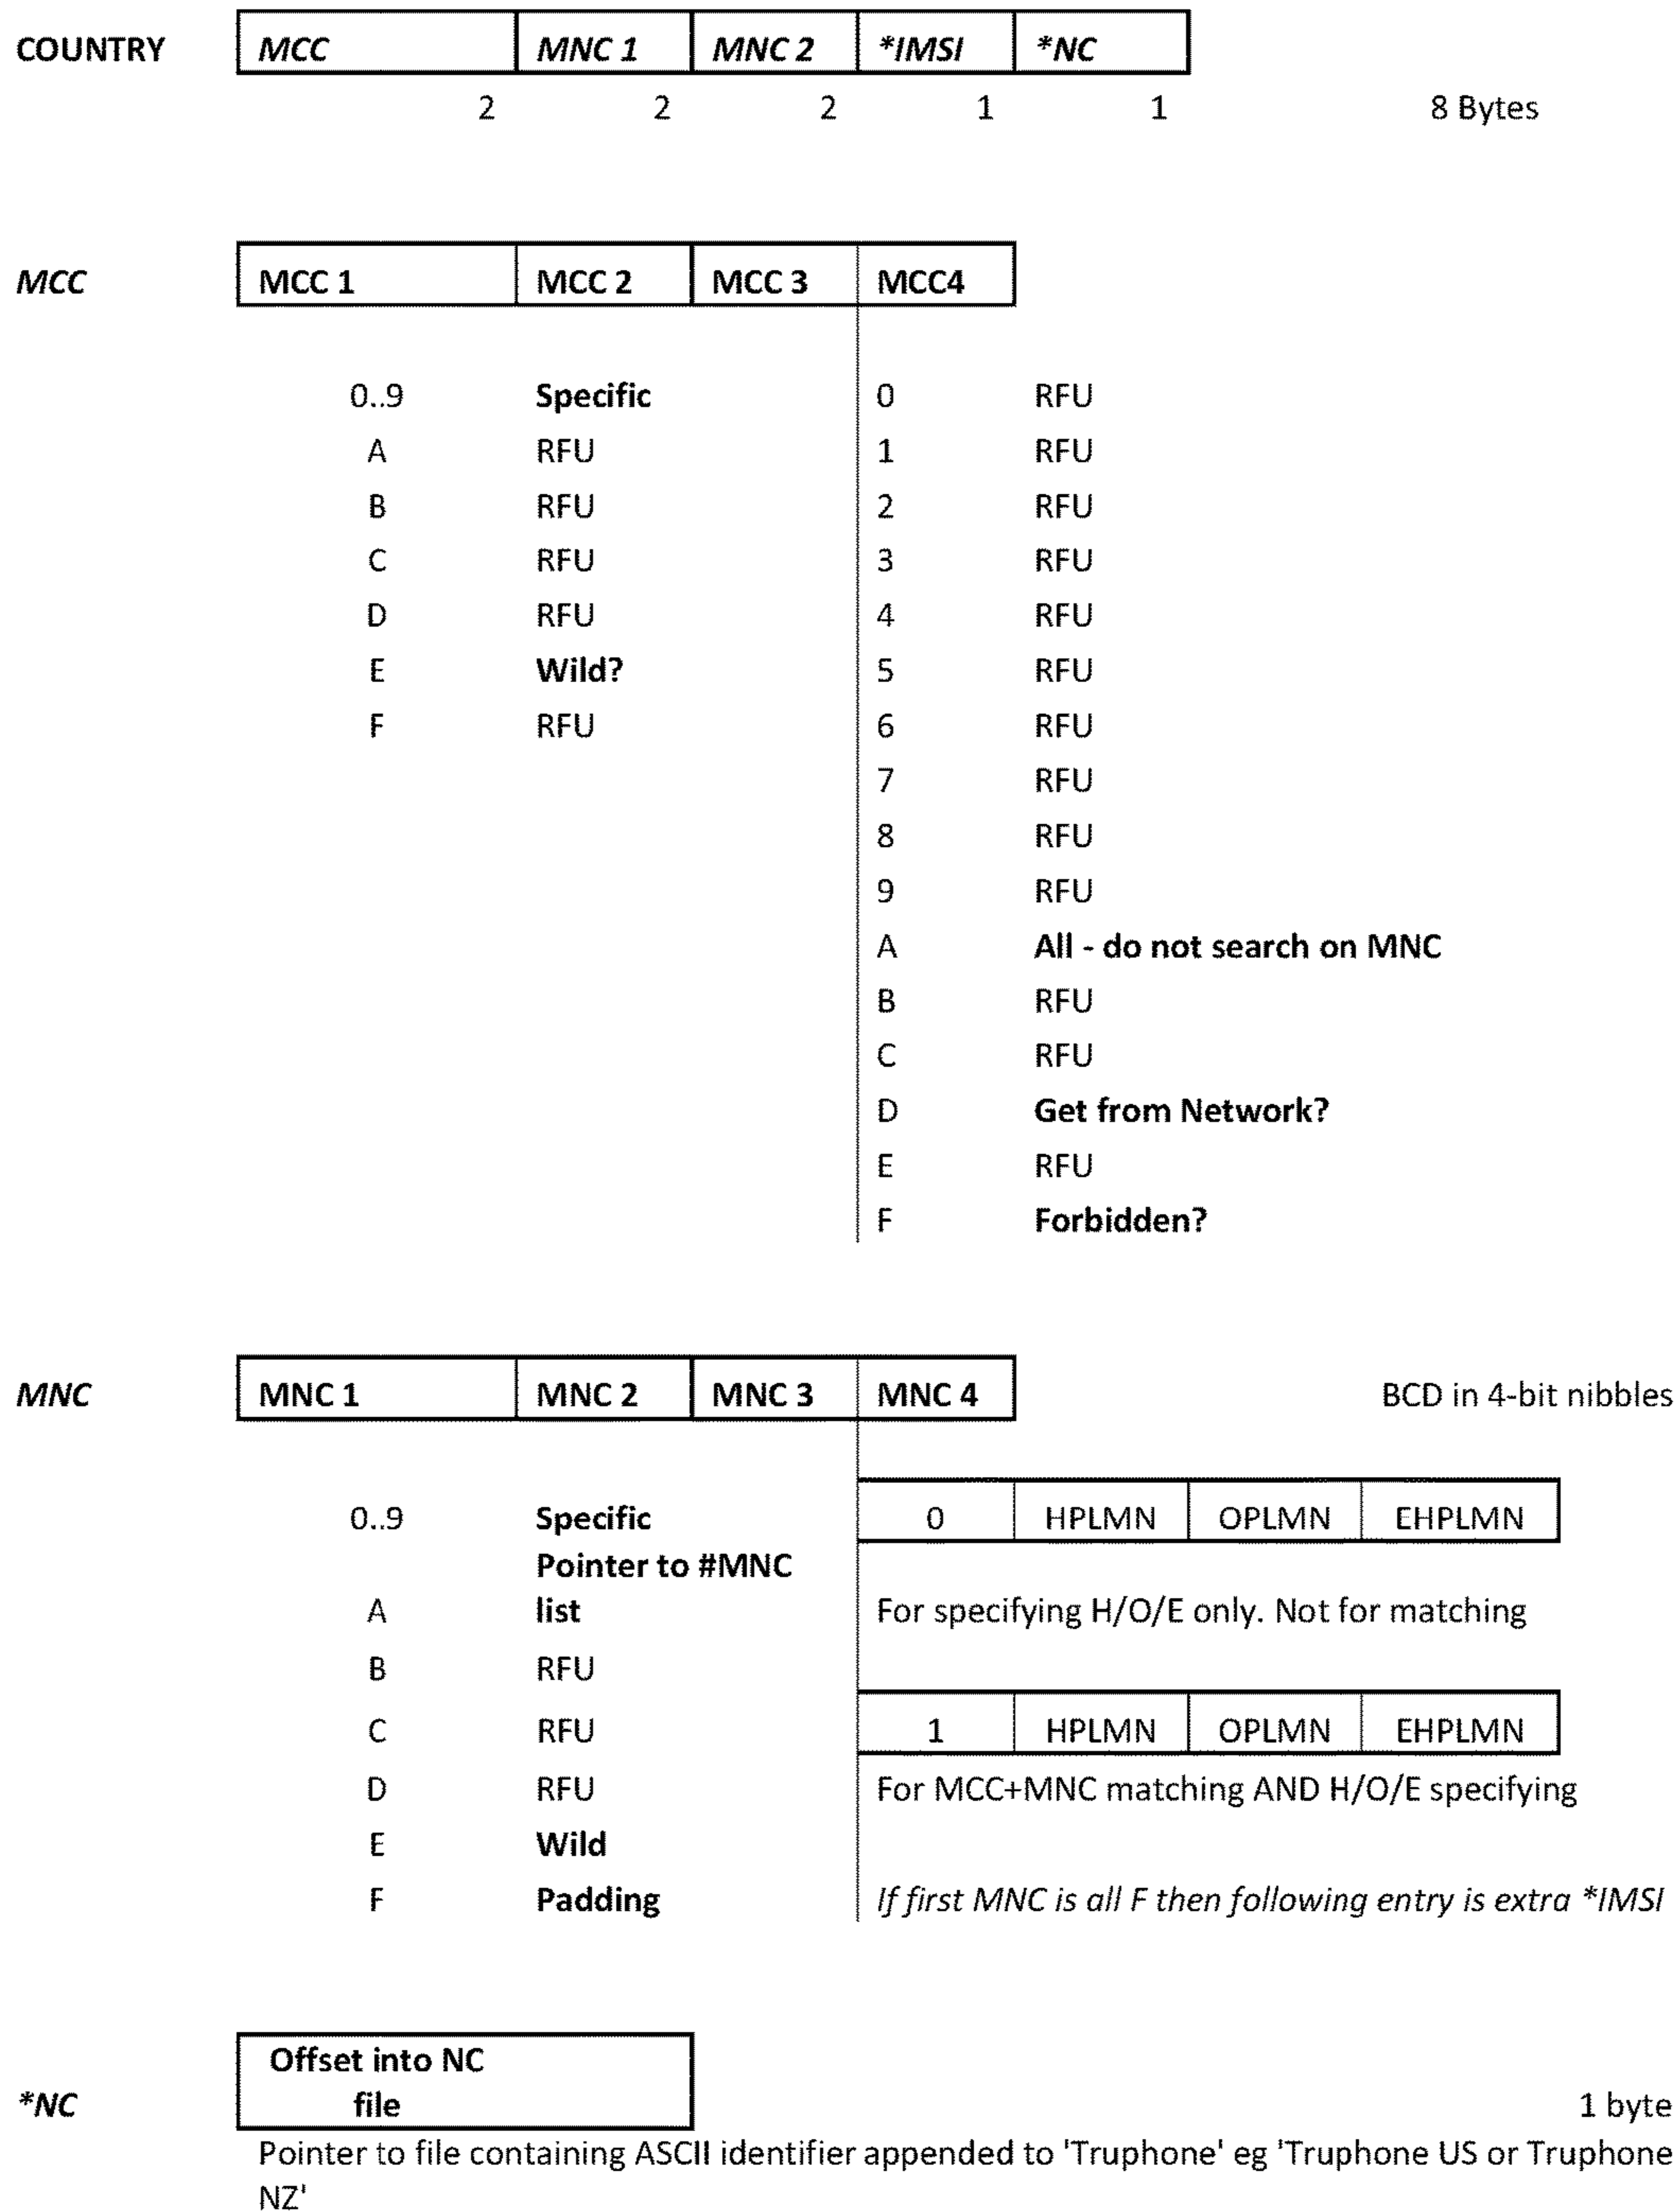 COUNTRY MCC MNC 1 MNC 2 *IMSI *NC
2 2 2 1 1 8 Bytes
MCC MCC 1 MCC 2 MCC 3 MCC4
0..9 Specific 0 RFU
A RFU 1 RFU
B RFU 2 RFU
C RFU 3 RFU
D RFU 4 RFU
E Wild? 5 RFU
F RFU 6 RFU
7 RFU
8 RFU
9 RFU
A All - do not search on MNC
B RFU
C RFU
D Get from Network?
E RFU
F Forbidden?
MNC MNC 1 MNC 2 MNC 3 MNC 4 BCD in 4-bit nibbles
0..9 Specific 0 HPLMN OPLMN EHPLMN
Pointer to #MNC
A list For specifying H/O/E only. Not for matching
B RFU
C RFU 1 HPLMN OPLMN EHPLMN
D RFU For MCC+MNC matching AND H/O/E specifying
E Wild
F Padding If first MNC is all F then following entry is extra *IMSI
Offset into NC
*NC file 1 byte
Pointer to file containing ASCII identifier appended to 'Truphone' eg 'Truphone US or Truphone
NZ'